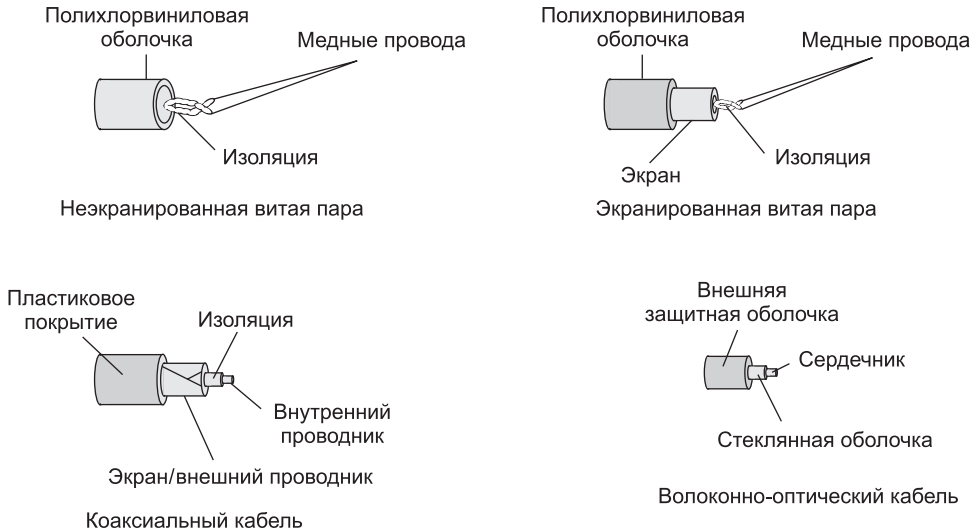 Полихлорвиниловая
оболочка
Медные провода
Изоляция
Неэкранированная витая пара
Полихлорвиниловая
оболочка
Медные провода
Экран
Изоляция
Экранированная витая пара
Пластиковое
покрытие
Изоляция
Внутренний
проводник
Экран/внешний проводник
Коаксиальный кабель
Внешняя
защитная оболочка
Сердечник
Стеклянная оболочка
Волоконно-оптический кабель